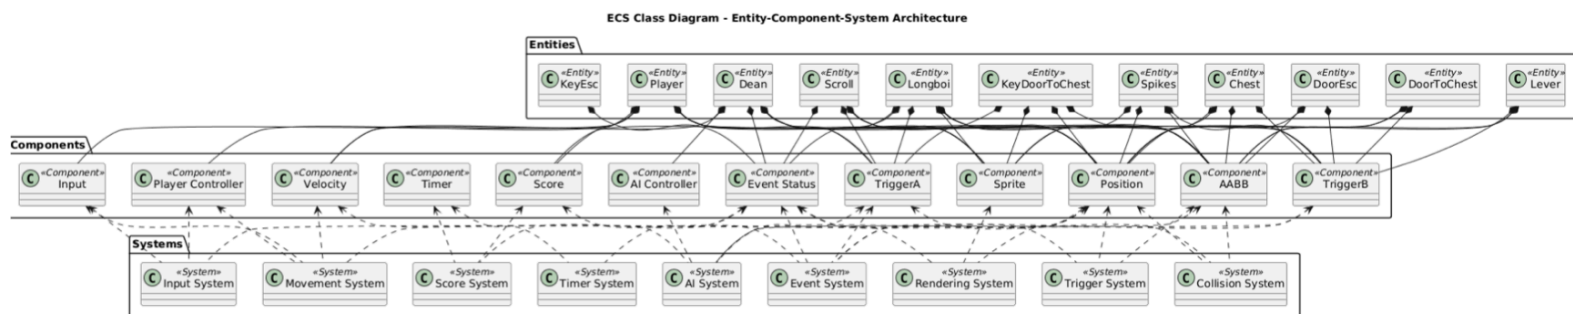 ECS Class Diagram - Entity-Component-System Architecture
Entities
C «Entity» KeyEsc
C «Entity» Player
C «Entity» Dean
C «Entity» Scroll
C «Entity» Longboi
C «Entity» KeyDoorToChest
C «Entity» Spikes
C «Entity» Chest
C «Entity» DoorEsc
C «Entity» DoorToChest
C «Entity» Lever
Components
C «Component» Input
C «Component» Player Controller
C «Component» Velocity
C «Component» Timer
C «Component» Score
C «Component» AI Controller
C «Component» Event Status
C «Component» TriggerA
C «Component» Sprite
C «Component» Position
C «Component» AABB
C «Component» TriggerB
Systems
C «System» Input System
C «System» Movement System
C «System» Score System
C «System» Timer System
C «System» AI System
C «System» Event System
C «System» Rendering System
C «System» Trigger System
C «System» Collision System